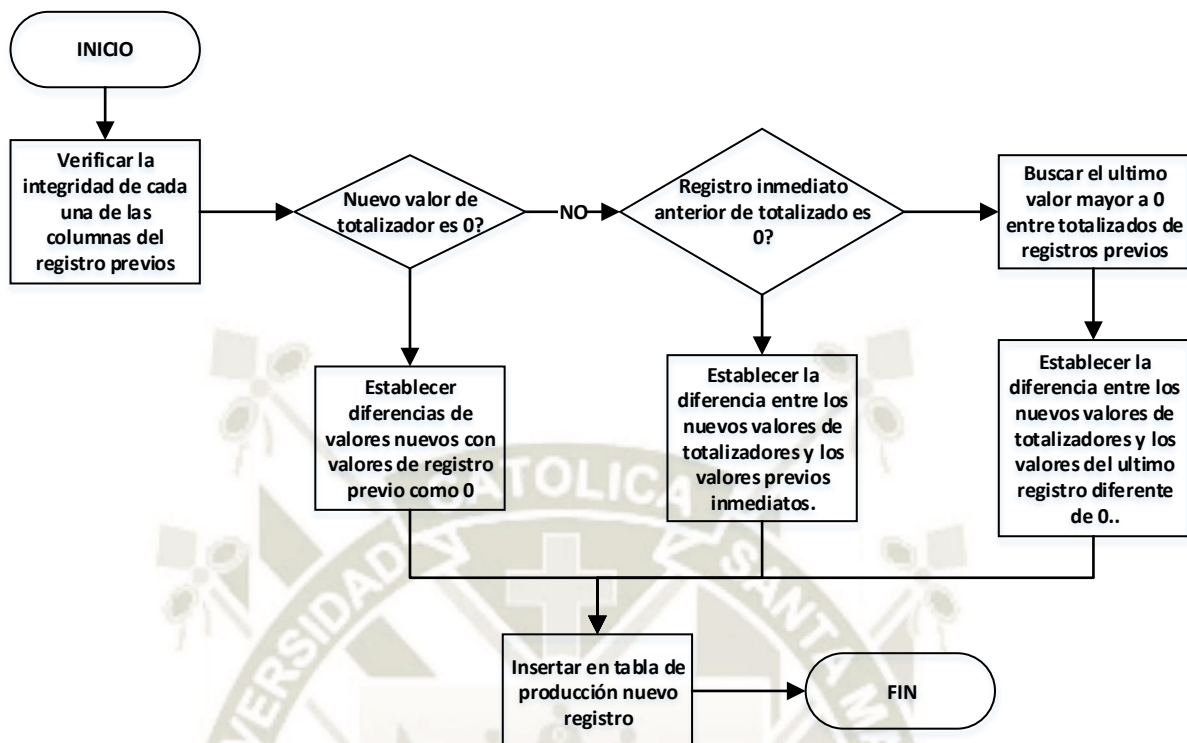 INICIO
Verificar la
integridad de cada
una de las
columnas del
registro previos
Nuevo valor de
totalizador es 0?
NO
Registro inmediato
anterior de totalizado es
0?
Buscar el ultimo
valor mayor a 0
entre totalizados de
registros previos
Establecer
diferencias de
valores nuevos con
valores de registro
previo como 0
Establecer la
diferencia entre los
nuevos valores de
totalizadores y los
valores previos
inmediatos.
Establecer la
diferencia entre los
nuevos valores de
totalizadores y los
valores del ultimo
registro diferente
de 0..
Insertar en tabla de
producción nuevo
registro
FIN
CATOLICA
SANTA MA
VERSIDAD